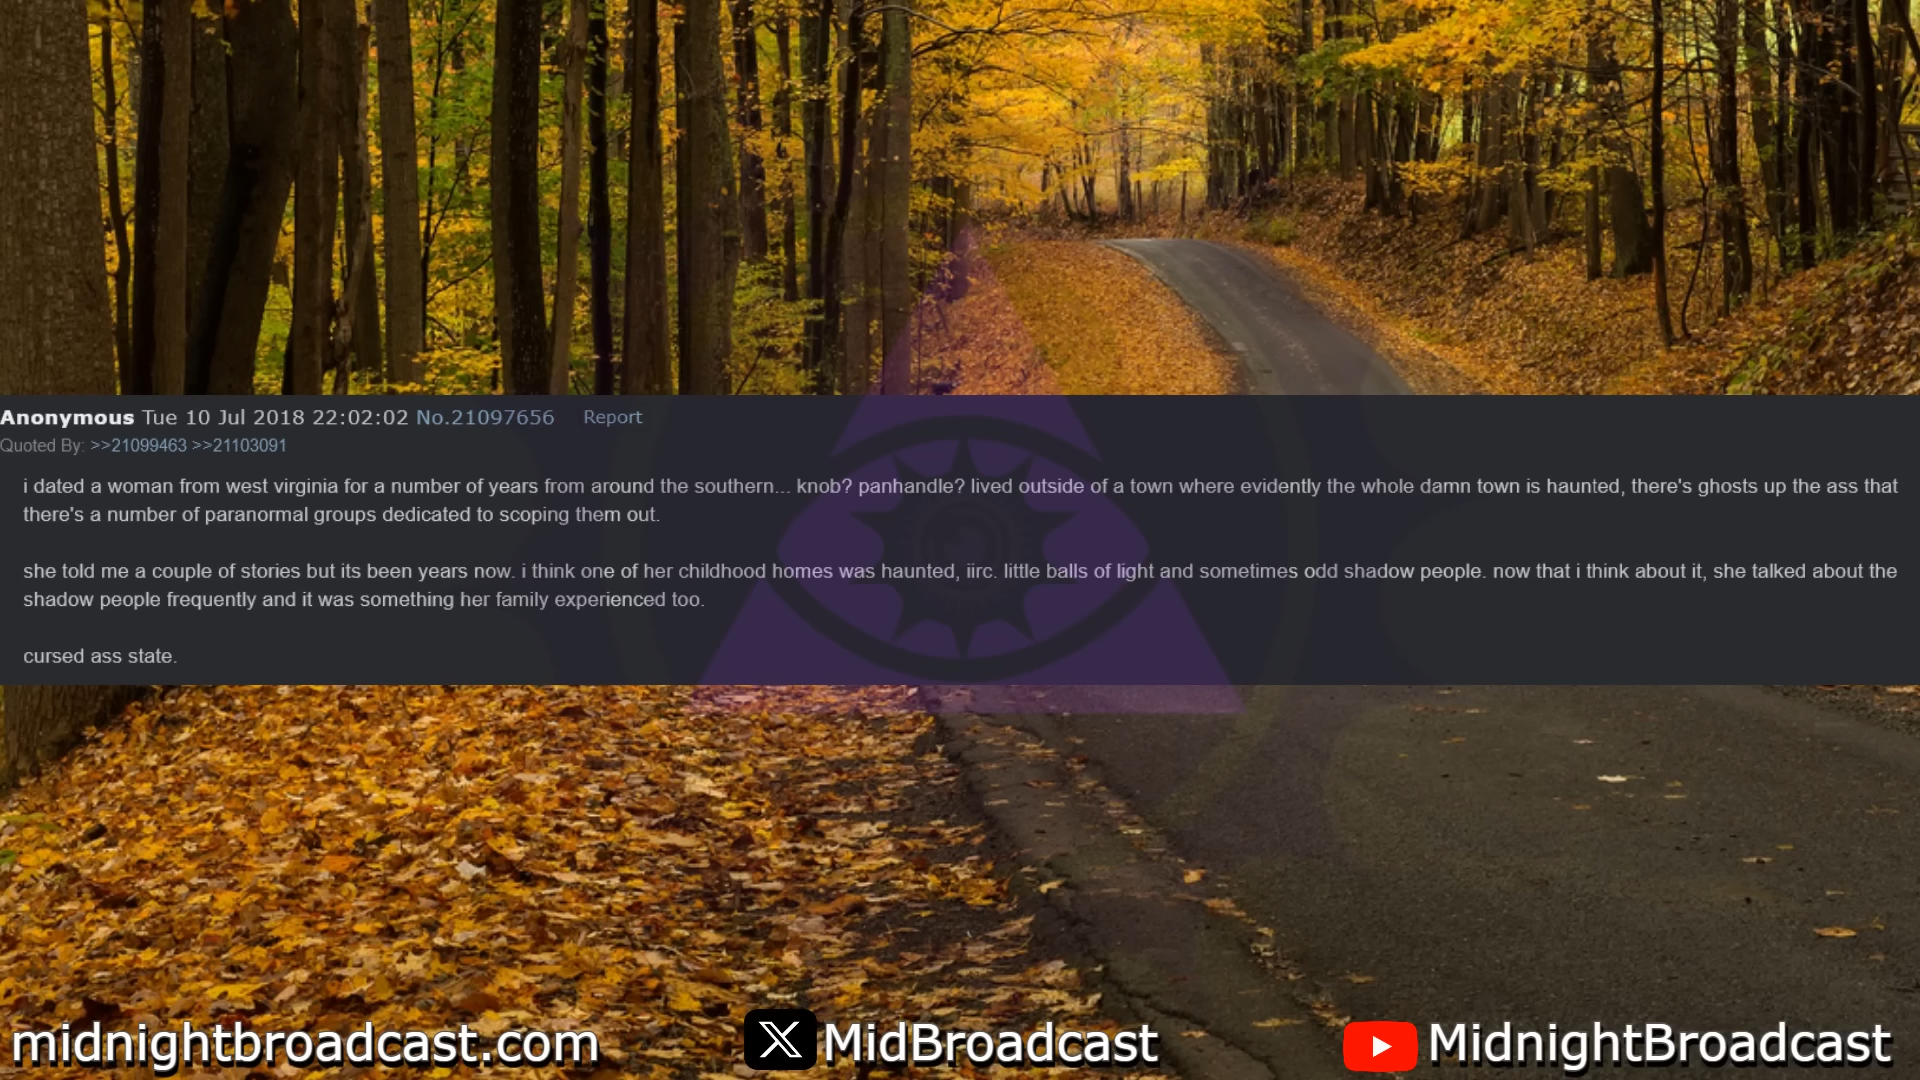 Anonymous Tue 10 Jul 2018 22:02:02 No.21097656 Report
Quoted By: >>21099463 >>21103091
i dated a woman from west virginia for a number of years from around the southern... knob? panhandle? lived outside of a town where evidently the whole damn town is haunted, there's ghosts up the ass that
there's a number of paranormal groups dedicated to scoping them out.
she told me a couple of stories but its been years now. i think one of her childhood homes was haunted, iirc. little balls of light and sometimes odd shadow people. now that i think about it, she talked about the
shadow people frequently and it was something her family experienced too.
cursed ass state.
midnightbroadcast.com MidBroadcast MidnightBroadcast